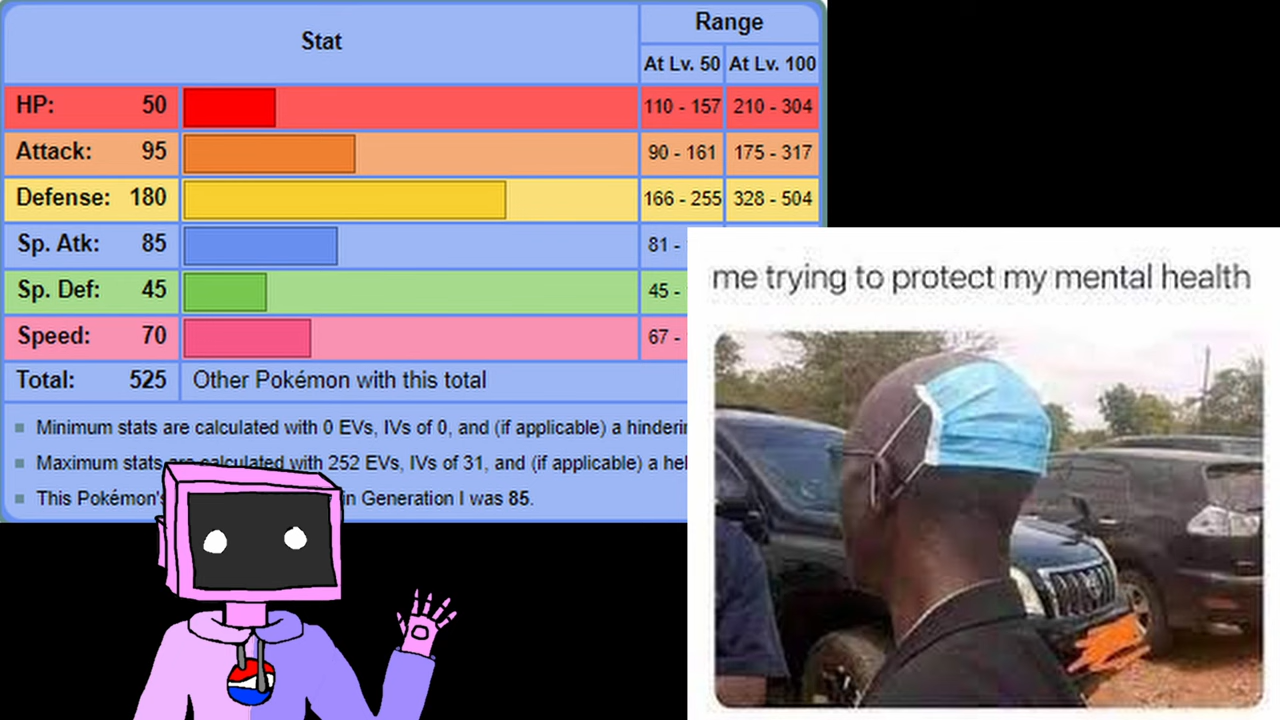 Stat
Range
At Lv. 50 At Lv. 100
HP: 50 110 - 157 210 - 304
Attack: 95 90 - 161 175 - 317
Defense: 180 166 - 255 328 - 504
Sp. Atk: 85 81 -
Sp. Def: 45 45 -
Speed: 70 67 -
Total: 525 Other Pokémon with this total
Minimum stats are calculated with 0 EVs, IVs of 0, and (if applicable) a hinderin
Maximum stats are calculated with 252 EVs, IVs of 31, and (if applicable) a hel
This Pokémon's in Generation I was 85.
me trying to protect my mental health